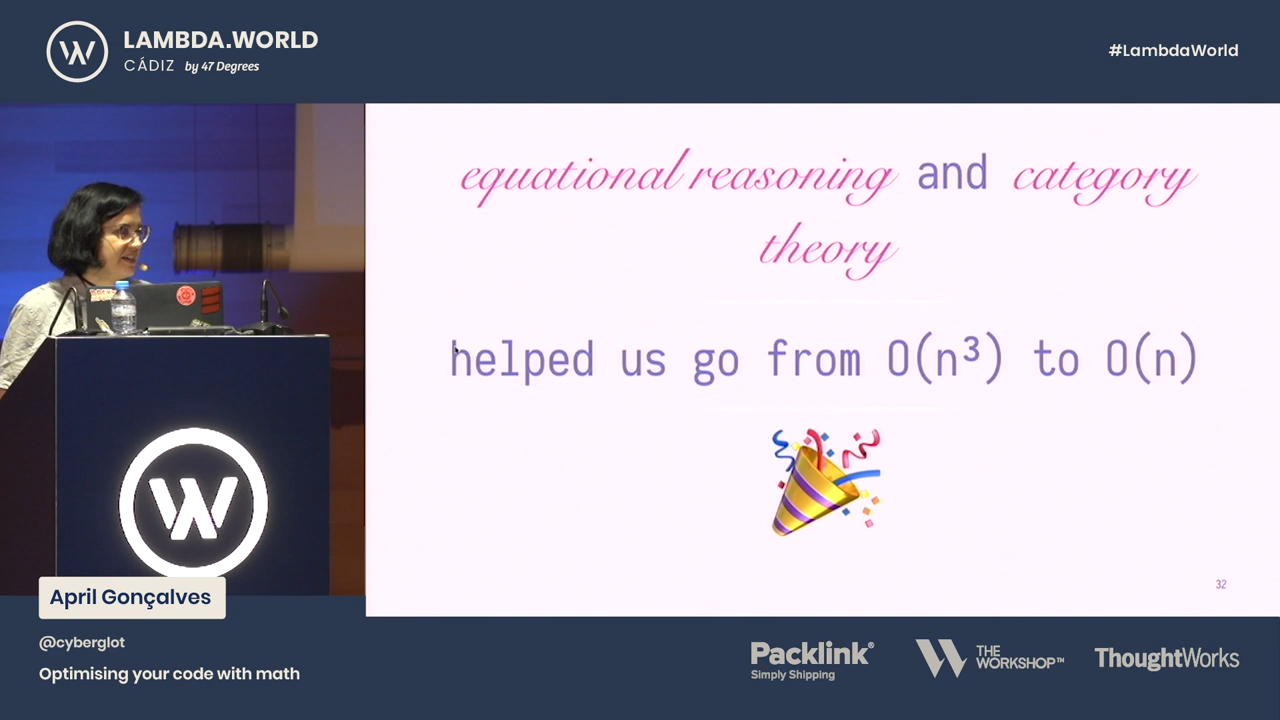 LAMBDA.WORLD
CÁDIZ by 47 Degrees
#LambdaWorld
equational reasoning and category
theory
helped us go from O(n³) to O(n)
32
April Gonçalves
@cyberglot
Optimising your code with math
Packlink®
Simply Shipping
THE
WORKSHOP™
ThoughtWorks